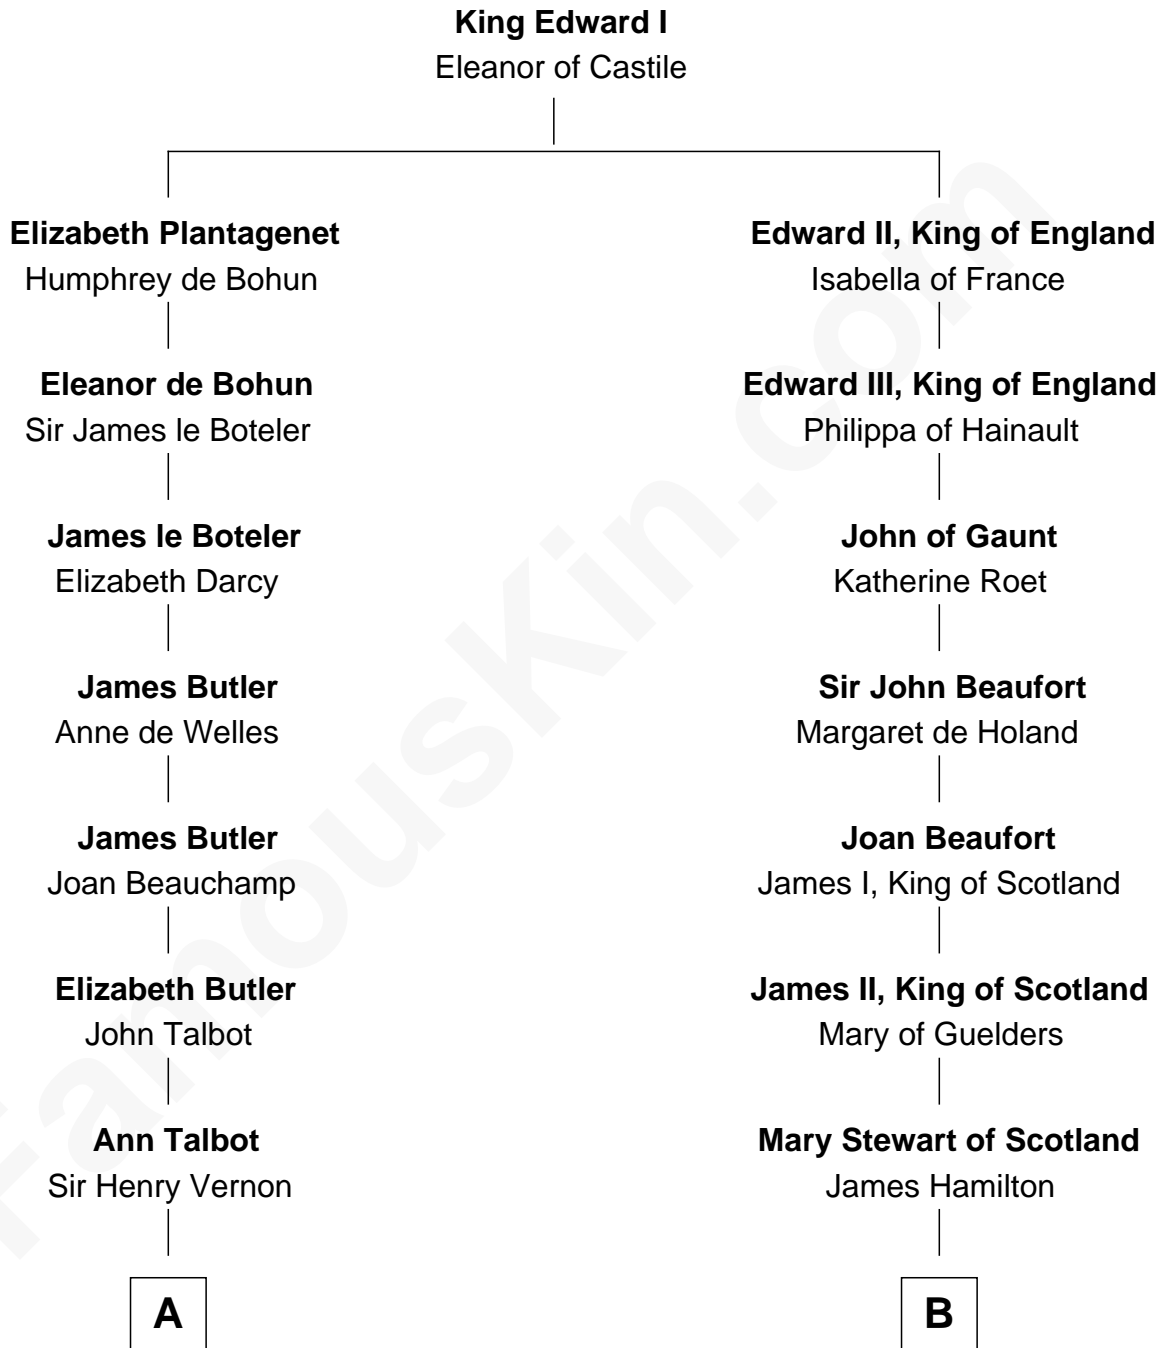 King Edward I
Eleanor of Castile
Elizabeth Plantagenet
Humphrey de Bohun
Edward II, King of England
Isabella of France
Eleanor de Bohun
Sir James le Boteler
Edward III, King of England
Philippa of Hainault
James le Boteler
Elizabeth Darcy
John of Gaunt
Katherine Roet
James Butler
Anne de Welles
Sir John Beaufort
Margaret de Holand
James Butler
Joan Beauchamp
Joan Beaufort
James I, King of Scotland
Elizabeth Butler
John Talbot
James II, King of Scotland
Mary of Guelders
Ann Talbot
Sir Henry Vernon
Mary Stewart of Scotland
James Hamilton
A
B
FamousKin.com